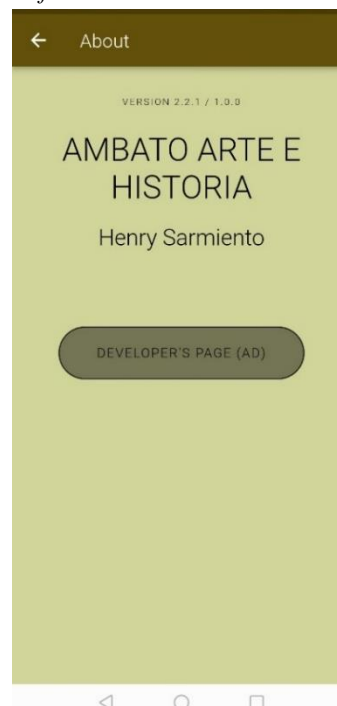 About
VERSION 2.2.1 / 1.0.0
AMBATO ARTE E
HISTORIA
Henry Sarmiento
DEVELOPER'S PAGE (AD)